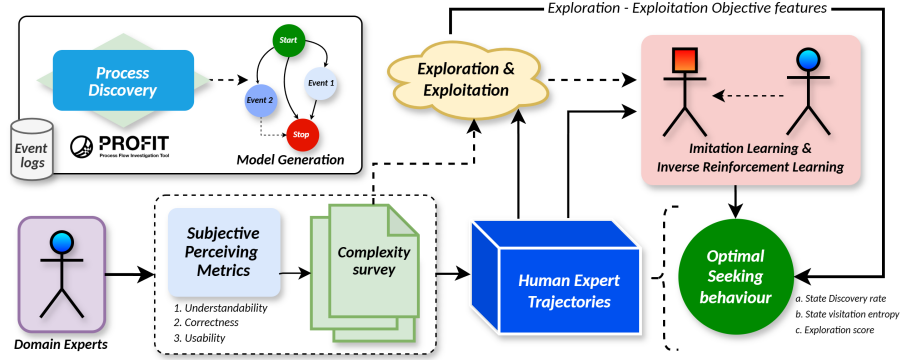 Exploration - Exploitation Objective features
Process
Discovery
Start
Event 1
Event 2
Stop
Event
logs
PROFIT
Process Flow Investigation Tool
Model Generation
Exploration &
Exploitation
Imitation Learning &
Inverse Reinforcement Learning
Domain Experts
Subjective
Perceiving
Metrics
1. Understandability
2. Correctness
3. Usability
Complexity
survey
Human Expert
Trajectories
Optimal
Seeking
behaviour
a. State Discovery rate
b. State visitation entropy
c. Exploration score